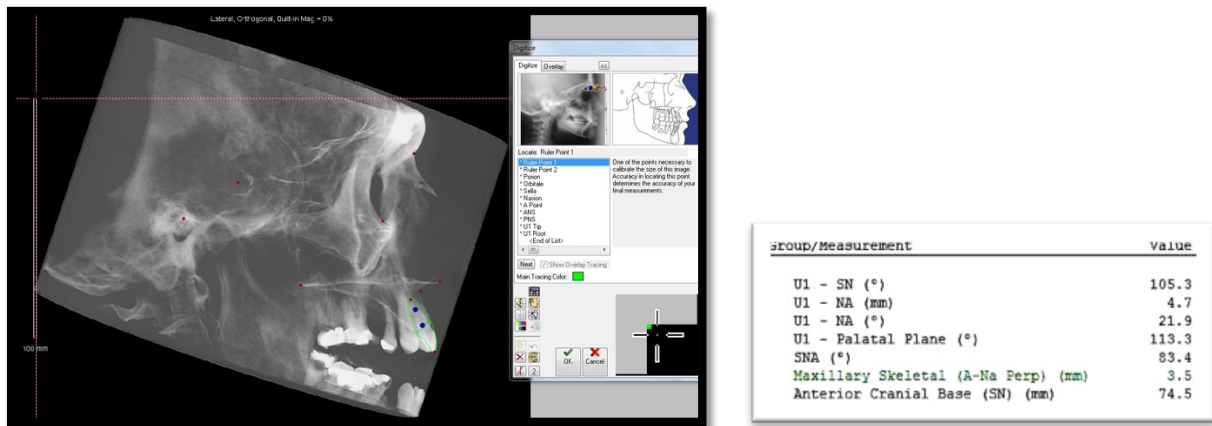 Lateral, Orthogonal, Built-in Mag = 0%
100 mm
Digitize
Digitize Overlay <<
Locate: Ruler Point 1
* Ruler Point 1
* Ruler Point 2
* Porion
* Orbitale
* Sella
* Nasion
* A Point
* ANS
* PNS
* U1 Tip
* U1 Root
<End of List>
One of the points necessary to
calibrate the size of this image.
Accuracy in locating this point
determines the accuracy of your
final measurements.
Next Show Overlay Tracing
Main Tracing Color:
OK Cancel
Group/Measurement Value
U1 - SN (º) 105.3
U1 - NA (mm) 4.7
U1 - NA (º) 21.9
U1 - Palatal Plane (º) 113.3
SNA (º) 83.4
Maxillary Skeletal (A-Na Perp) (mm) 3.5
Anterior Cranial Base (SN) (mm) 74.5